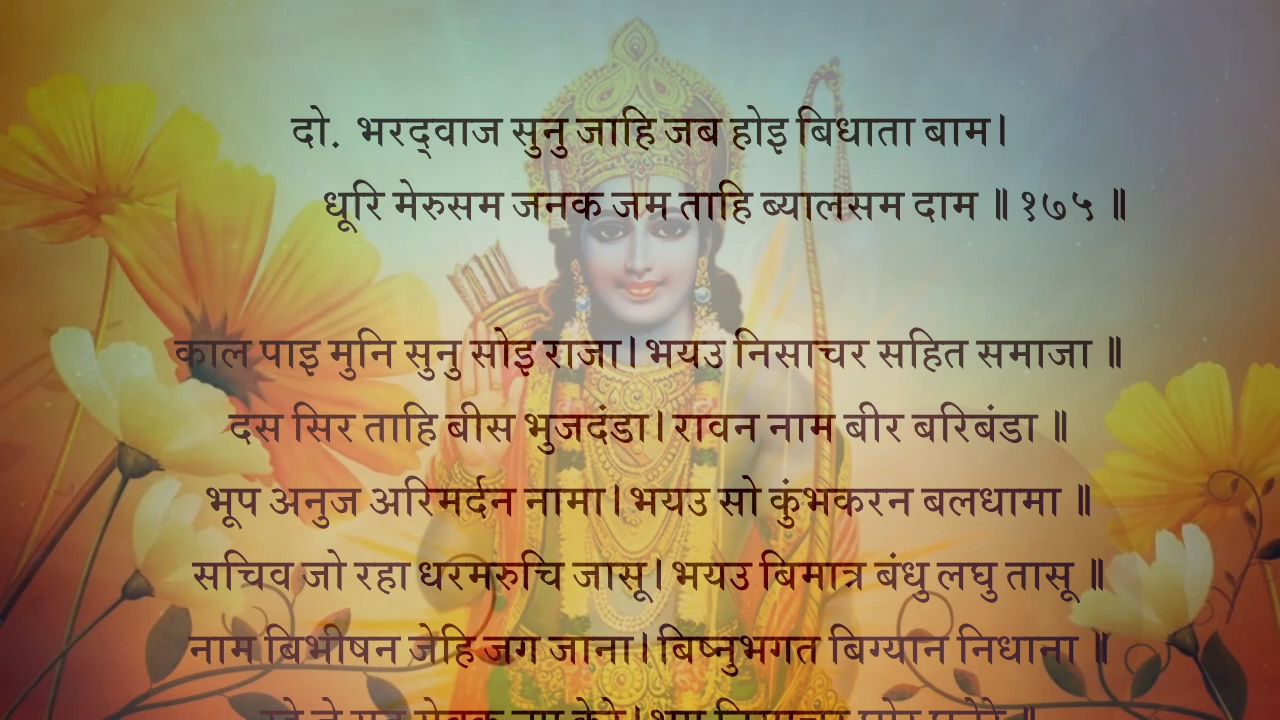 दो. भरद्वाज सुनु जाहि जब होइ बिधाता बाम।
धूरि मेरुसम जनक जम ताहि ब्यालसम दाम ॥ १७५ ॥
काल पाइ मुनि सुनु सोइ राजा। भयउ निसाचर सहित समाजा ॥
दस सिर ताहि बीस भुजदंडा। रावन नाम बीर बरिबंडा ॥
भूप अनुज अरिमर्दन नामा। भयउ सो कुंभकरन बलधामा ॥
सचिव जो रहा धरमरुचि जासू। भयउ बिमात्र बंधु लघु तासू ॥
नाम बिभीषन जेहि जग जाना। बिष्नुभगत बिग्यान निधाना ॥